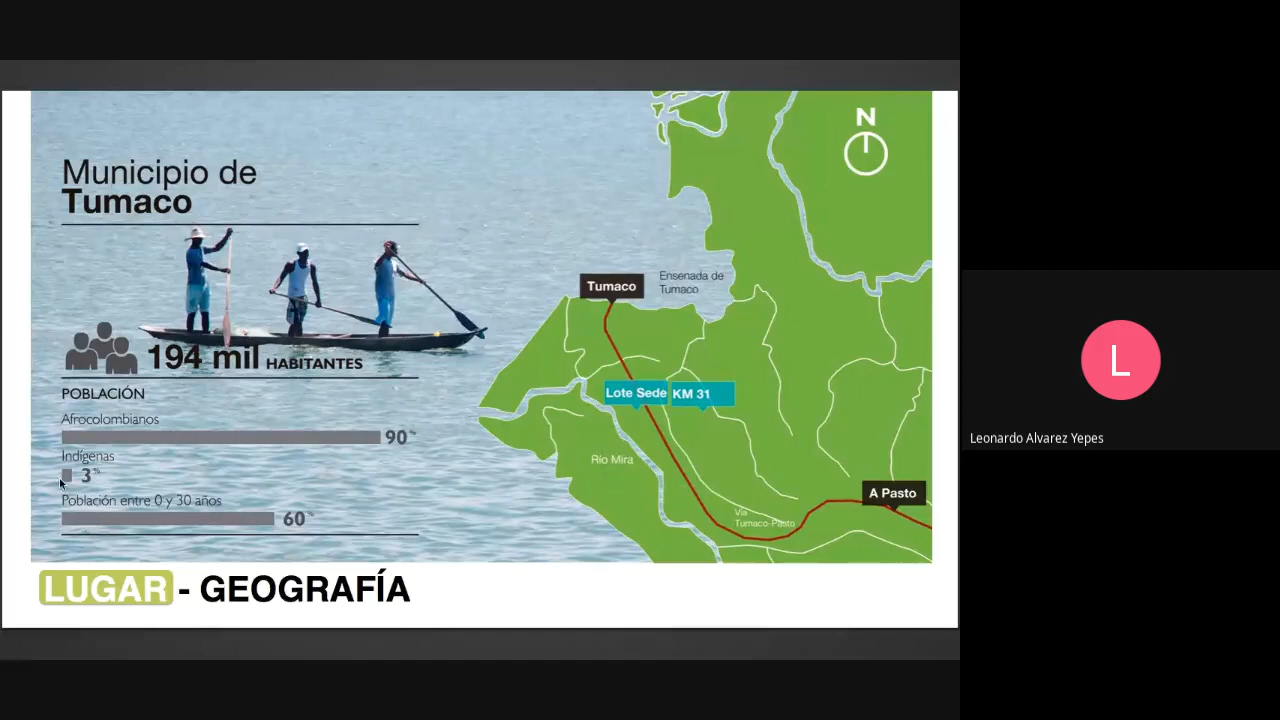 Municipio de
Tumaco
194 mil HABITANTES
POBLACIÓN
Afrocolombianos
90%
Indígenas
3%
Población entre 0 y 30 años
60%
N
Tumaco
Ensenada de
Tumaco
Lote Sede
KM 31
Río Mira
A Pasto
Vía
Tumaco-Pasto
LUGAR - GEOGRAFÍA
L
Leonardo Alvarez Yepes